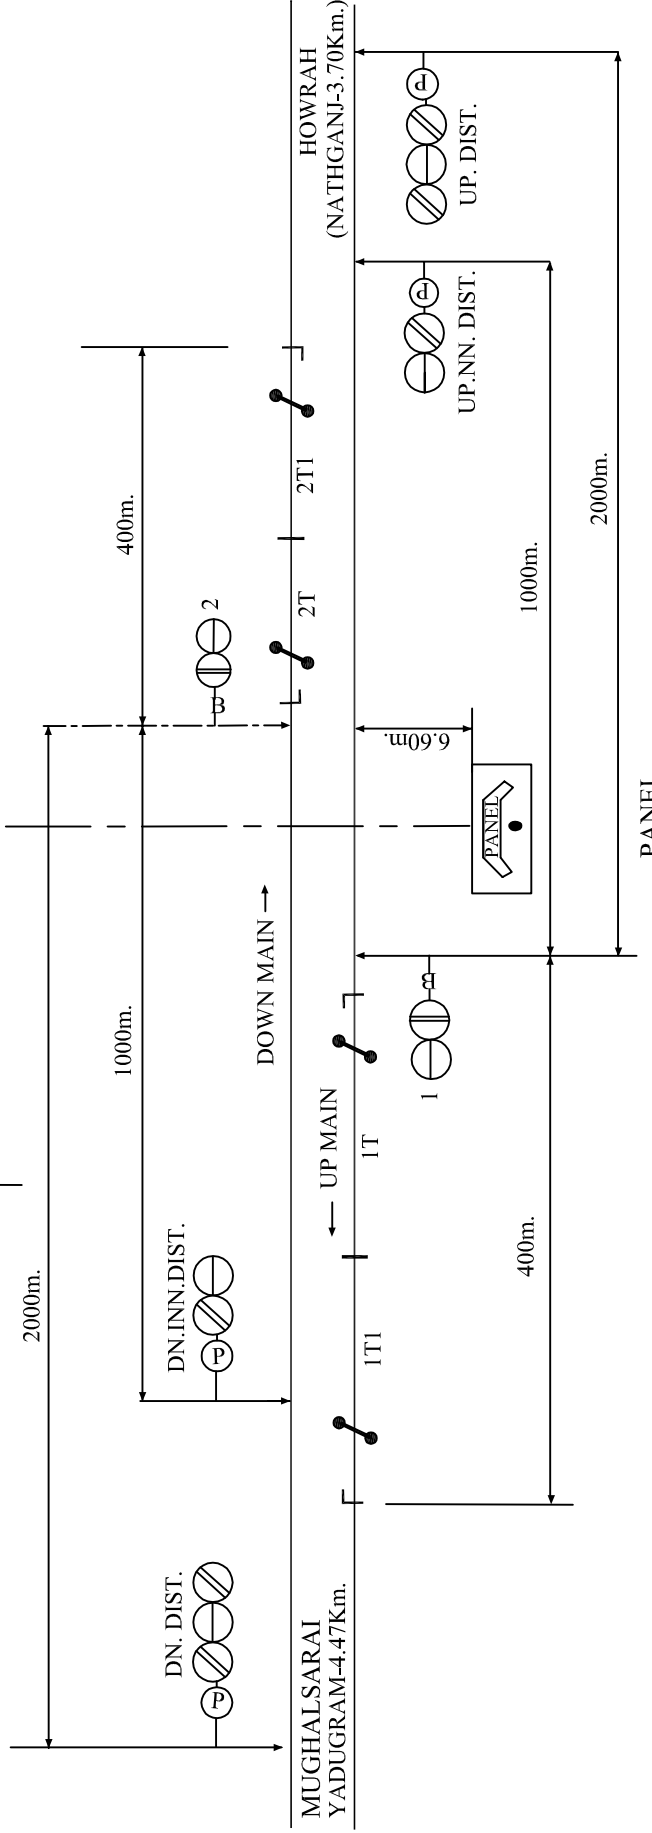 2000m.
1000m.
400m.
DN. DIST.
P
DN.INN.DIST.
P
B
2
DOWN MAIN
2T
2T1
MUGHALSARAI
YADUGRAM-4.47Km.
UP MAIN
HOWRAH
(NATHGANJ-3.70Km.)
1T1
1T
1
B
6.60m.
PANEL
UP.NN. DIST.
P
UP. DIST.
P
400m.
1000m.
2000m.
PANEL